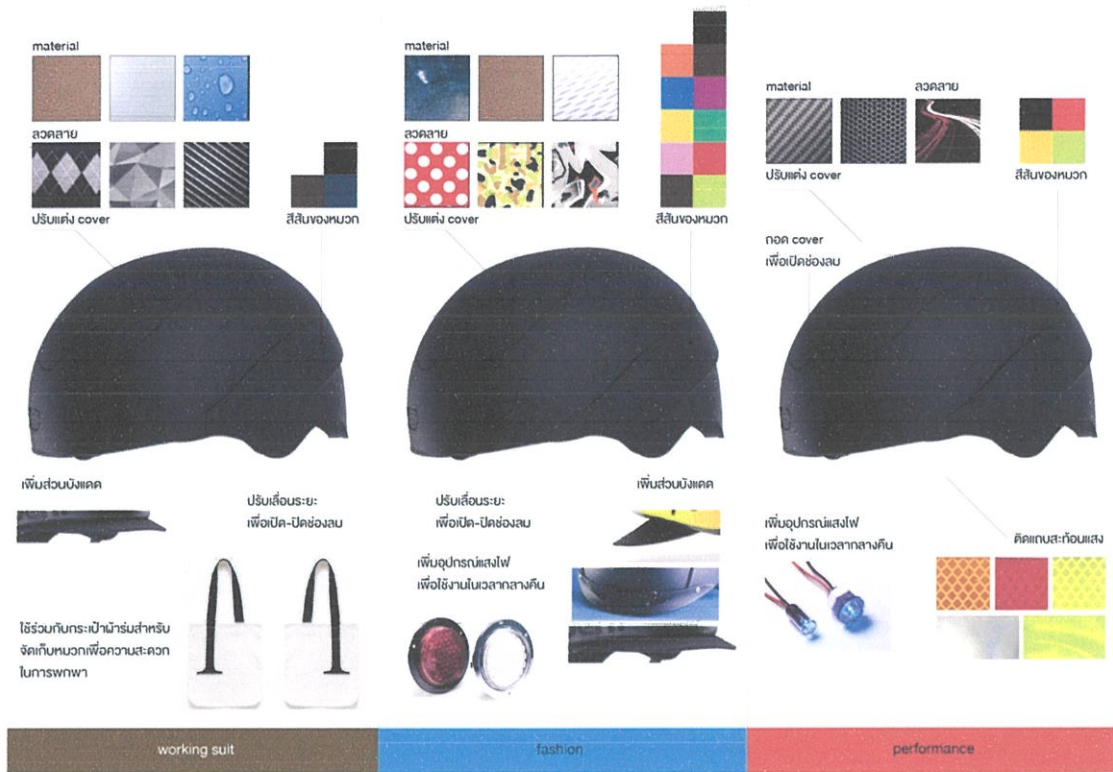 material
ลวดลาย
ปรับแต่ง cover
สีสันของหมวก
เพิ่มส่วนบังแดด
ปรับเลื่อนระยะ
เพื่อเปิด-ปิดช่องลม
ใช้ร่วมกับกระเป๋าผ้าร่มสำหรับ
จัดเก็บหมวกเพื่อความสะดวก
ในการพกพา
working suit
material
ลวดลาย
ปรับแต่ง cover
สีสันของหมวก
เพิ่มส่วนบังแดด
ปรับเลื่อนระยะ
เพื่อเปิด-ปิดช่องลม
เพิ่มอุปกรณ์แสงไฟ
เพื่อใช้งานในเวลากลางคืน
fashion
material
ลวดลาย
ปรับแต่ง cover
สีสันของหมวก
ถอด cover
เพื่อเปิดช่องลม
เพิ่มอุปกรณ์แสงไฟ
เพื่อใช้งานในเวลากลางคืน
ติดแถบสะท้อนแสง
performance